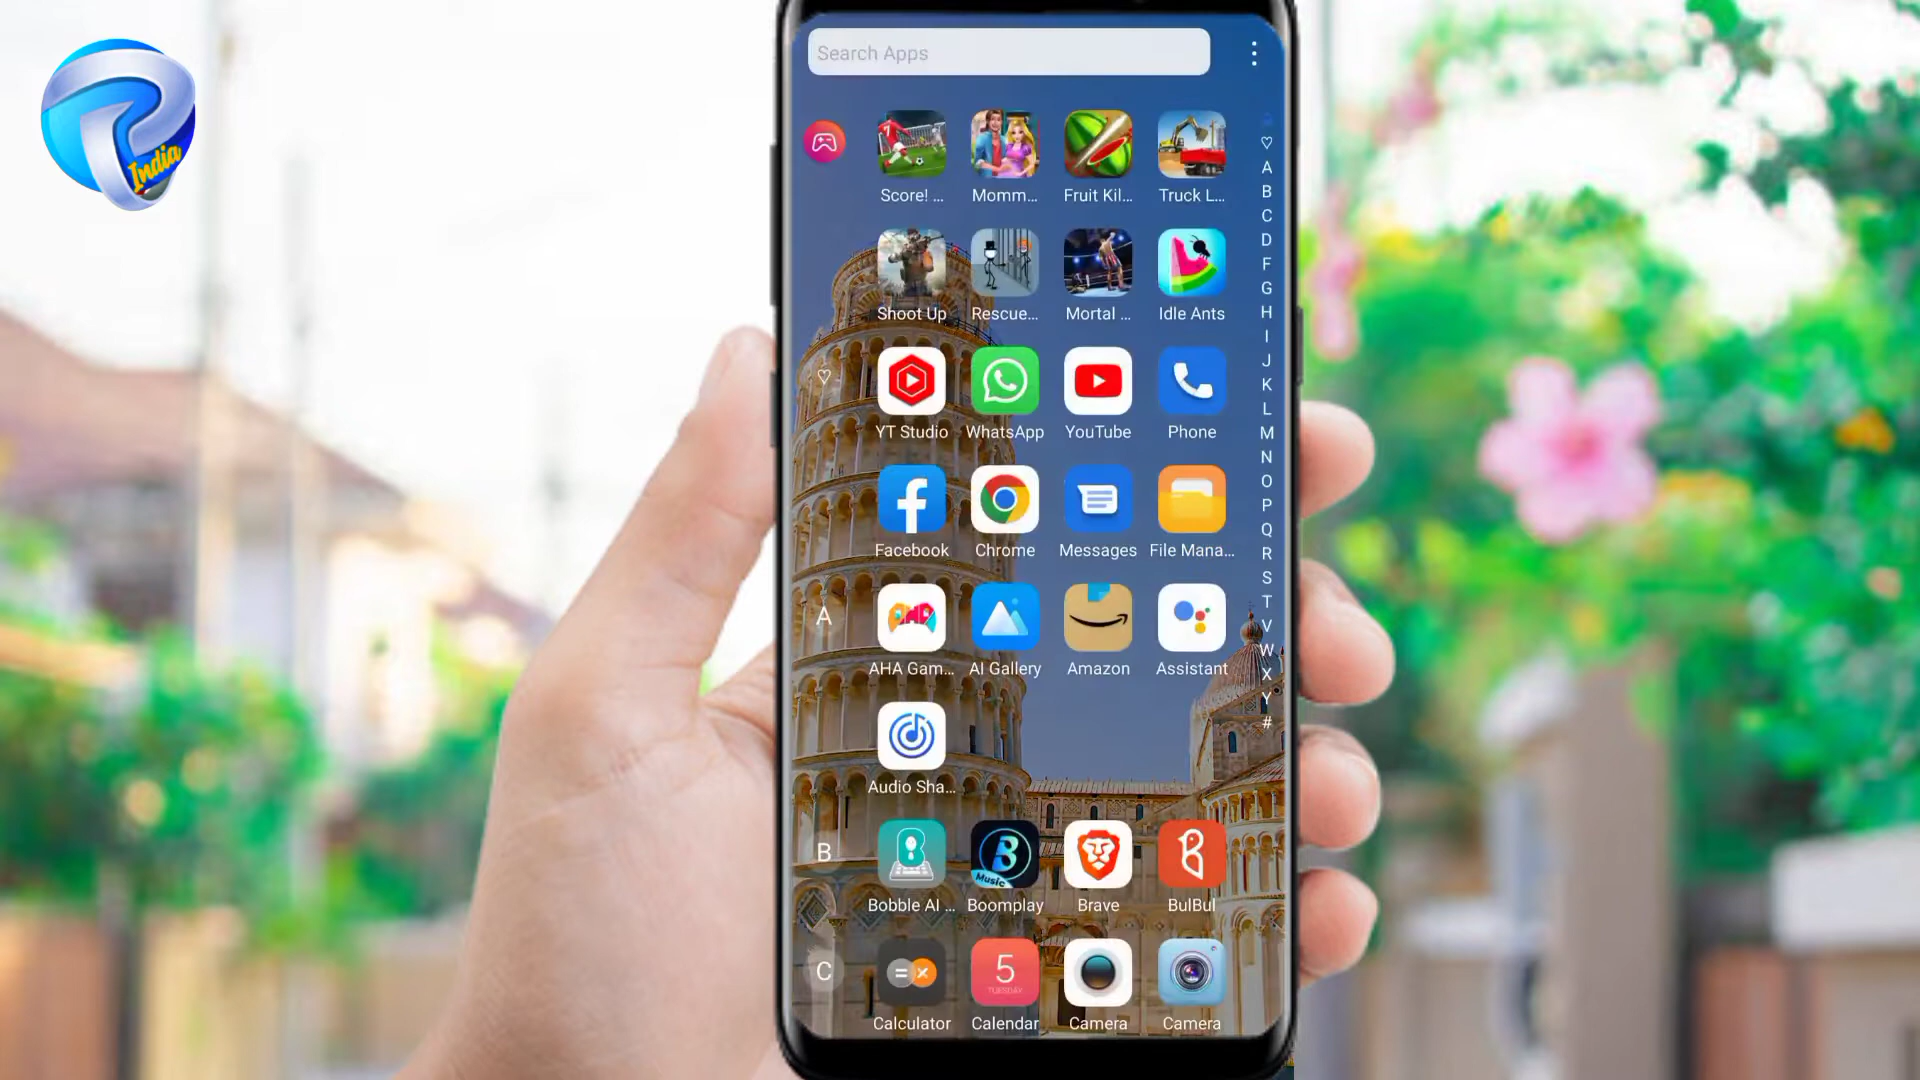 India
Search Apps
Score! ...
Momm...
Fruit Kil...
Truck L...
Shoot Up
Rescue...
Mortal ...
Idle Ants
YT Studio
WhatsApp
YouTube
Phone
Facebook
Chrome
Messages
File Mana...
A
AHA Gam...
AI Gallery
Amazon
Assistant
Audio Sha...
B
Music
Bobble AI ...
Boomplay
Brave
BulBul
C
5
TUESDAY
Calculator
Calendar
Camera
Camera
A
B
C
D
F
G
H
I
J
K
L
M
N
O
P
Q
R
S
T
V
W
X
Y
#